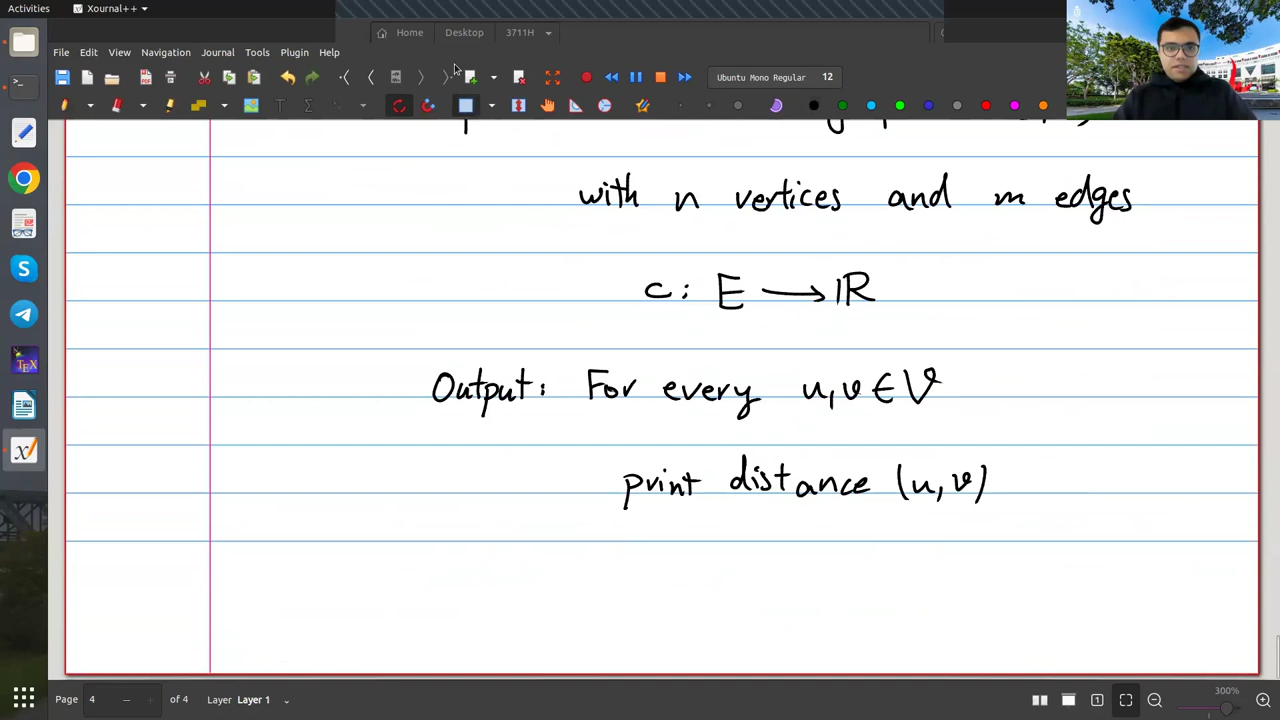 Activities Xournal++
Home Desktop 3711H
File Edit View Navigation Journal Tools Plugin Help
Ubuntu Mono Regular 12
with n vertices and m edges
c: E → ℝ
Output: For every u,v ∈ V
print distance (u,v)
Page 4 of 4 Layer Layer 1 300%